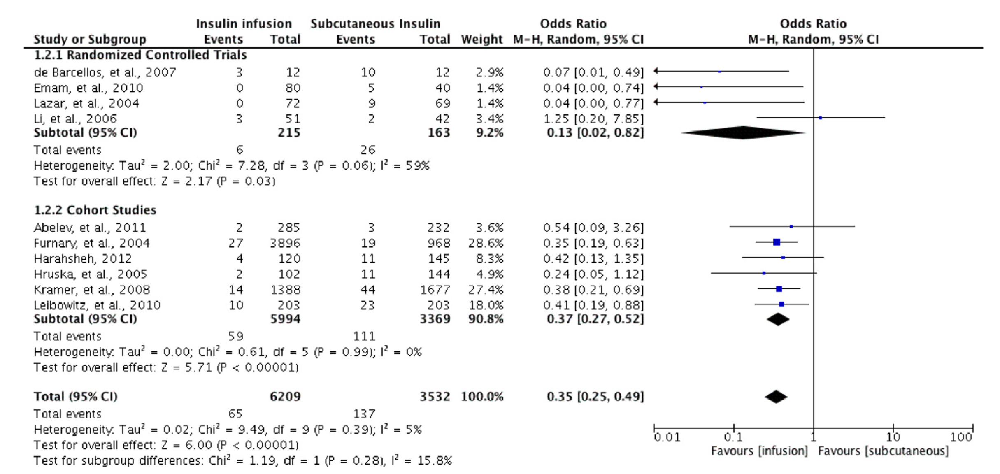 Insulin infusion Subcutaneous Insulin Odds Ratio Odds Ratio
Study or Subgroup Events Total Events Total Weight M-H, Random, 95% CI M-H, Random, 95% CI
1.2.1 Randomized Controlled Trials
de Barcellos, et al., 2007 3 12 10 12 2.9% 0.07 [0.01, 0.49]
Emam, et al., 2010 0 80 5 40 1.4% 0.04 [0.00, 0.74]
Lazar, et al., 2004 0 72 9 69 1.4% 0.04 [0.00, 0.77]
Li, et al., 2006 3 51 2 42 3.4% 1.25 [0.20, 7.85]
Subtotal (95% CI) 215 163 9.2% 0.13 [0.02, 0.82]
Total events 6 26
Heterogeneity: Tau² = 2.00; Chi² = 7.28, df = 3 (P = 0.06); I² = 59%
Test for overall effect: Z = 2.17 (P = 0.03)
1.2.2 Cohort Studies
Abelev, et al., 2011 2 285 3 232 3.6% 0.54 [0.09, 3.26]
Furnary, et al., 2004 27 3896 19 968 28.6% 0.35 [0.19, 0.63]
Harahsheh, 2012 4 120 11 145 8.3% 0.42 [0.13, 1.35]
Hruska, et al., 2005 2 102 11 144 4.9% 0.24 [0.05, 1.12]
Kramer, et al., 2008 14 1388 44 1677 27.4% 0.38 [0.21, 0.69]
Leibowitz, et al., 2010 10 203 23 203 18.0% 0.41 [0.19, 0.88]
Subtotal (95% CI) 5994 3369 90.8% 0.37 [0.27, 0.52]
Total events 59 111
Heterogeneity: Tau² = 0.00; Chi² = 0.61, df = 5 (P = 0.99); I² = 0%
Test for overall effect: Z = 5.71 (P < 0.00001)
Total (95% CI) 6209 3532 100.0% 0.35 [0.25, 0.49]
Total events 65 137
Heterogeneity: Tau² = 0.02; Chi² = 9.49, df = 9 (P = 0.39); I² = 5%
Test for overall effect: Z = 6.00 (P < 0.00001)
Test for subgroup differences: Chi² = 1.19, df = 1 (P = 0.28), I² = 15.8%
0.01 0.1 1 10 100
Favours [infusion] Favours [subcutaneous]